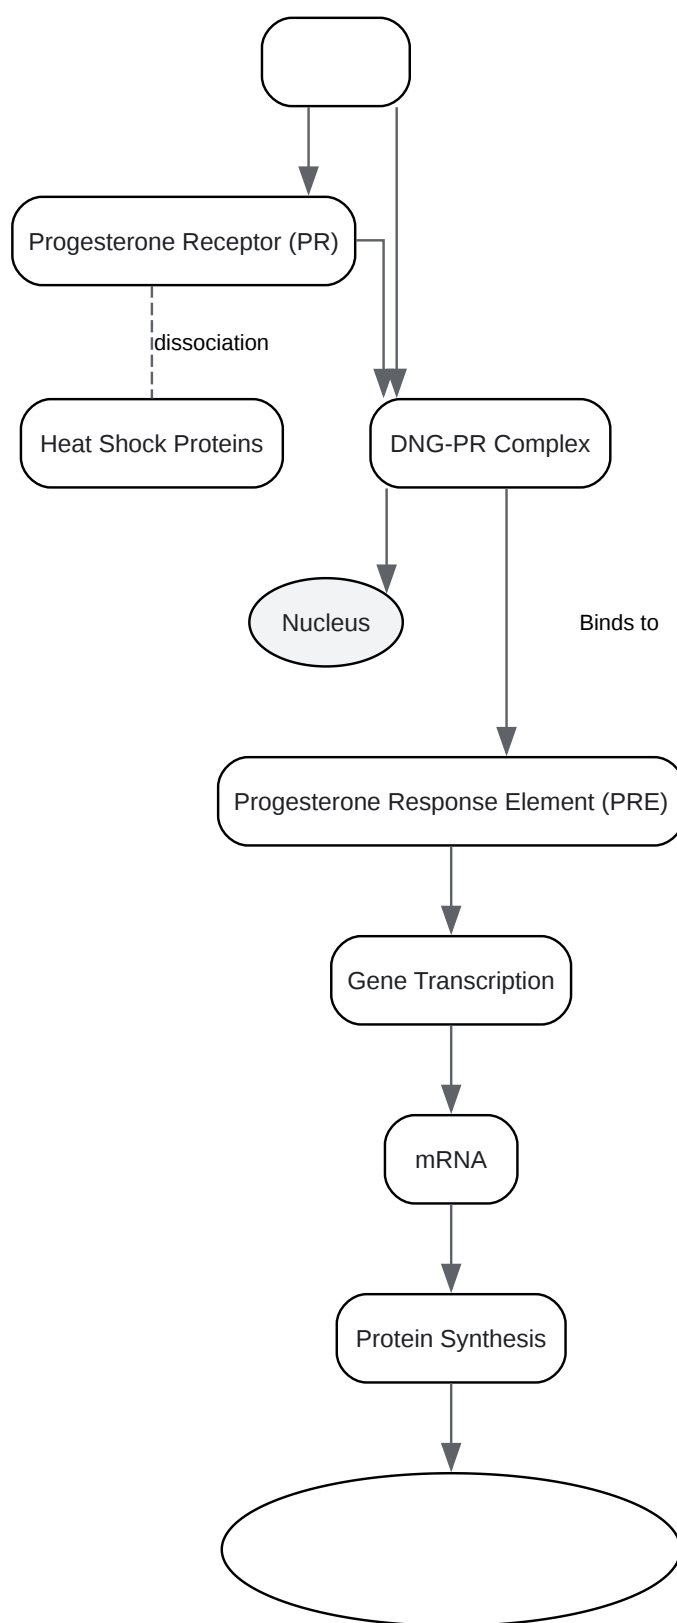 Progesterone Receptor (PR)
dissociation
Heat Shock Proteins
DNG-PR Complex
Nucleus
Binds to
Progesterone Response Element (PRE)
Gene Transcription
mRNA
Protein Synthesis